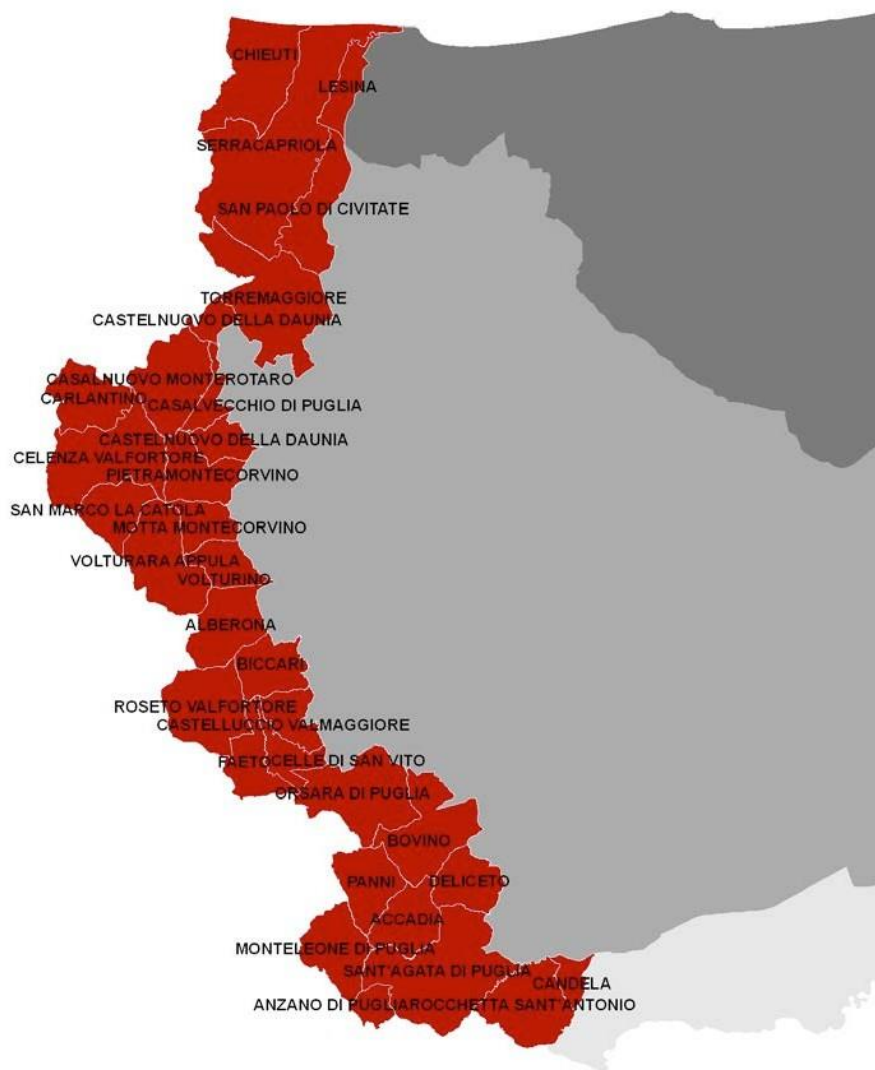 CHIEUTI
LESINA
SERRACAPRIOLA
SAN PAOLO DI CIVITATE
TORREMAGGIORE
CASTELNUOVO DELLA DAUNIA
CASALNUOVO MONTEROTARO
CARLANTINO
CASALVECCHIO DI PUGLIA
CASTELNUOVO DELLA DAUNIA
CELENZA VALFORTORE
PIETRAMONTECORVINO
SAN MARCO LA CATOLA
MOTTA MONTECORVINO
VOLTURARA APPULA
VOLTURINO
ALBERONA
BICCARI
ROSETO VALFORTORE
CASTELLUCCIO VALMAGGIORE
FAETO
CELLE DI SAN VITO
ORSARA DI PUGLIA
BOVINO
PANNI
DELICETO
ACCADIA
MONTELEONE DI PUGLIA
SANT'AGATA DI PUGLIA
CANDELA
ANZANO DI PUGLIA
ROCCHETTA SANT'ANTONIO